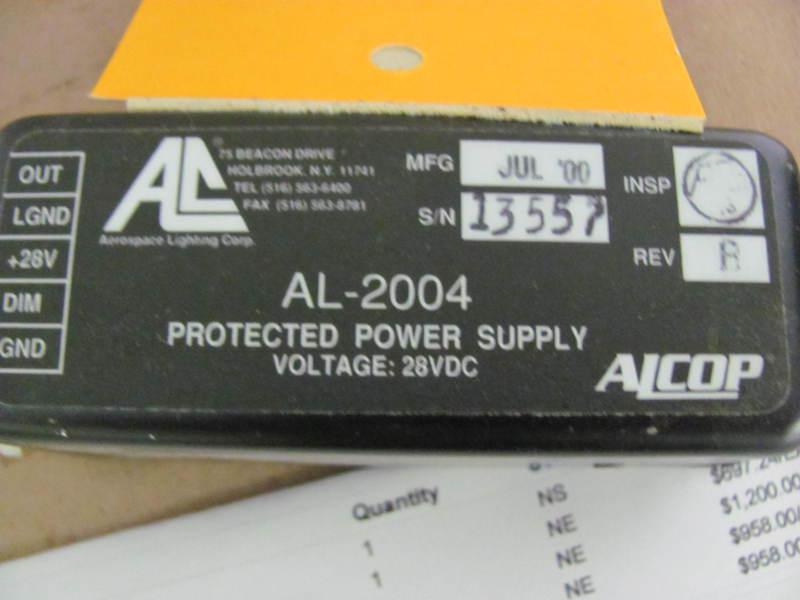 OUT
LGND
+28V
DIM
GND
ALC
75 BEACON DRIVE
HOLBROOK, N.Y. 11741
TEL (516) 563-6400
FAX (516) 563-8781
Aerospace Lighting Corp.
MFG JUL '00
S/N 13557
INSP
REV B
AL-2004
PROTECTED POWER SUPPLY
VOLTAGE: 28VDC
ALCOP
Quantity
NS $1,200.00
1 NE $958.00
1 NE $958.00
NE